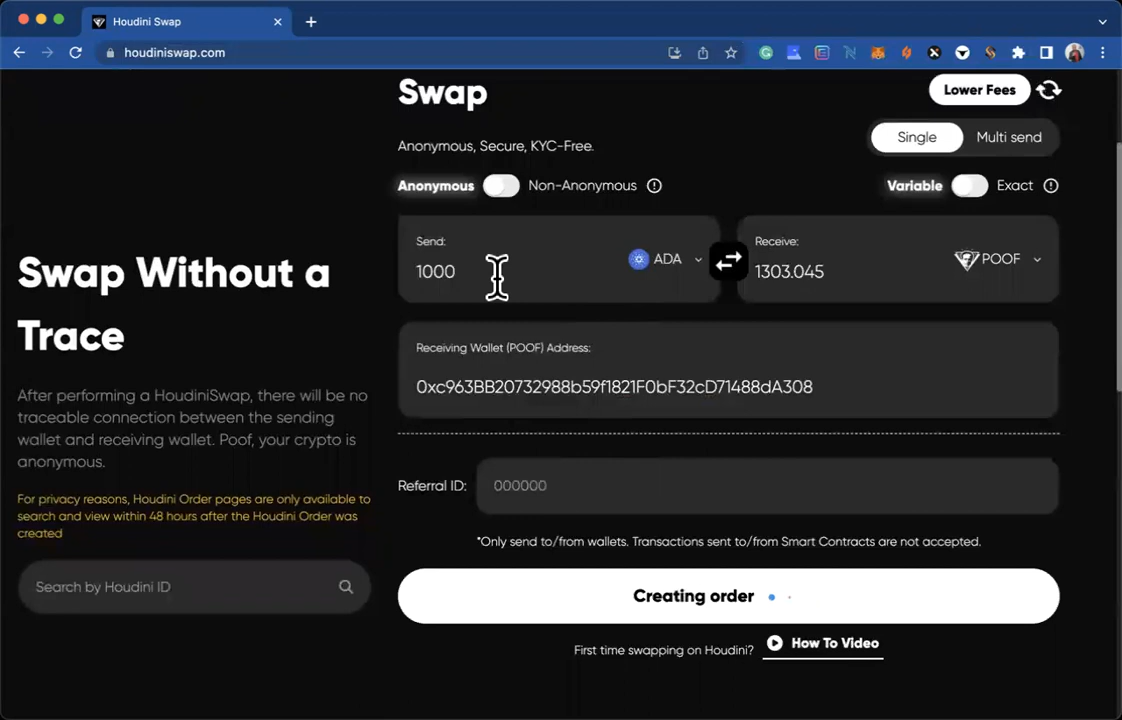 Houdini Swap
houdiniswap.com
Swap
Lower Fees
Anonymous, Secure, KYC-Free.
Single
Multi send
Anonymous
Non-Anonymous
Variable
Exact
Send:
1000
ADA
Receive:
1303.045
POOF
Receiving Wallet (POOF) Address:
0xc963BB20732988b59f1821F0bF32cD71488dA308
Swap Without a
Trace
After performing a HoudiniSwap, there will be no
traceable connection between the sending
wallet and receiving wallet. Poof, your crypto is
anonymous.
For privacy reasons, Houdini Order pages are only available to
search and view within 48 hours after the Houdini Order was
created
Search by Houdini ID
Referral ID:
000000
*Only send to/from wallets. Transactions sent to/from Smart Contracts are not accepted.
Creating order
First time swapping on Houdini?
How To Video